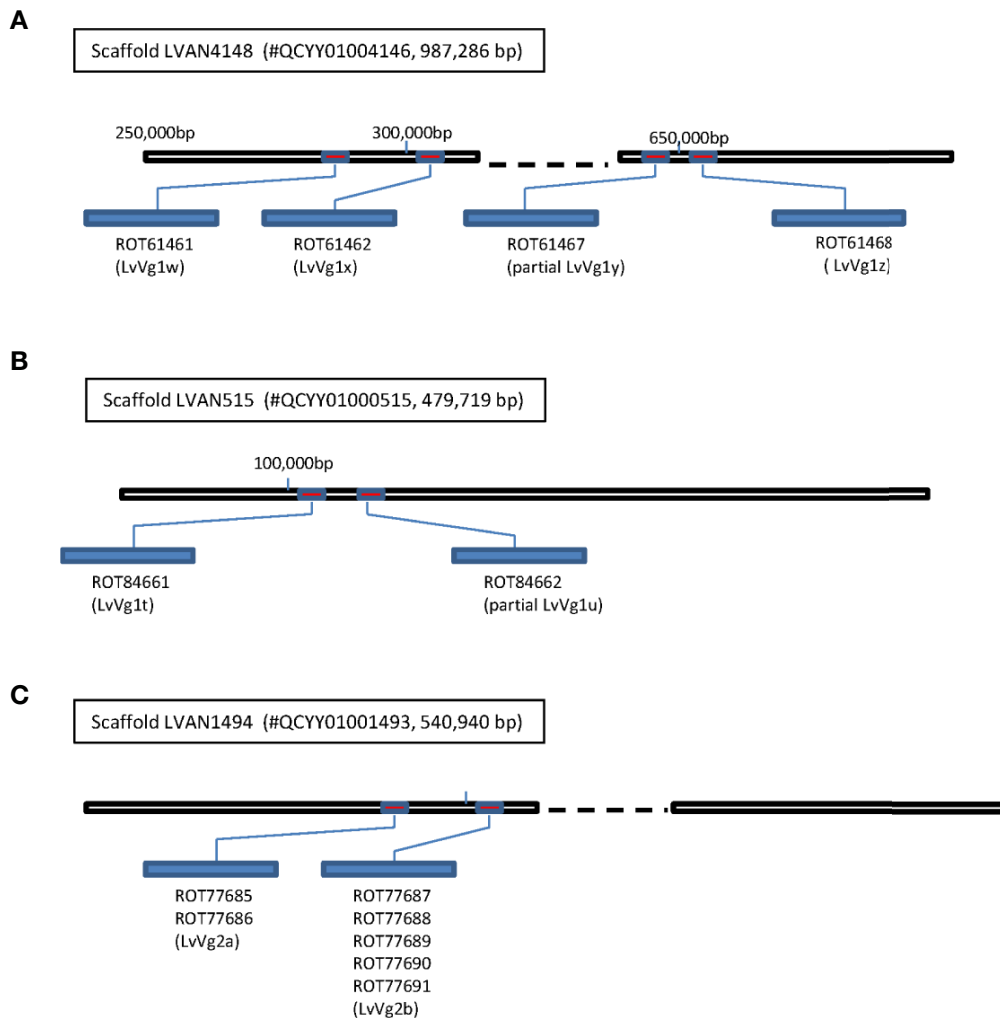 A
Scaffold LVAN4148 (#QCYY01004146, 987,286 bp)
250,000bp
300,000bp
650,000bp
ROT61461
(LvVg1w)
ROT61462
(LvVg1x)
ROT61467
(partial LvVg1y)
ROT61468
( LvVg1z)
B
Scaffold LVAN515 (#QCYY01000515, 479,719 bp)
100,000bp
ROT84661
(LvVg1t)
ROT84662
(partial LvVg1u)
C
Scaffold LVAN1494 (#QCYY01001493, 540,940 bp)
ROT77685
ROT77686
(LvVg2a)
ROT77687
ROT77688
ROT77689
ROT77690
ROT77691
(LvVg2b)